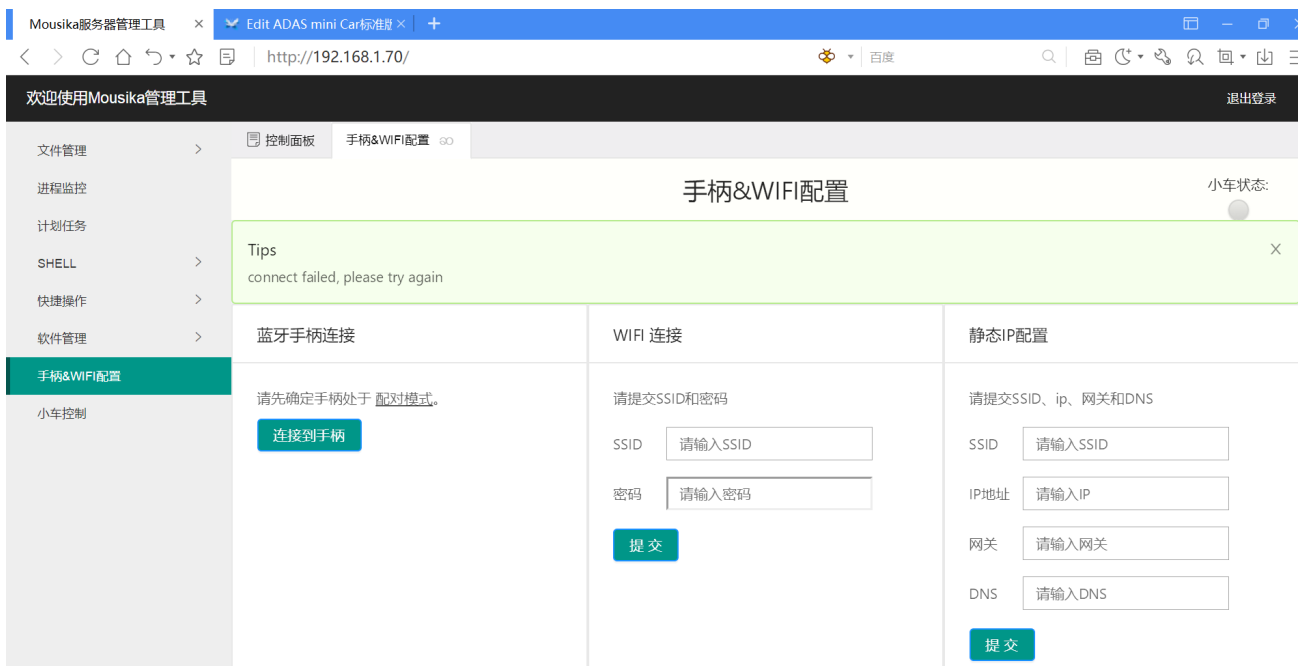 Mousika服务器管理工具
Edit ADAS mini Car标准版
http://192.168.1.70/
百度
欢迎使用Mousika管理工具
退出登录
文件管理
进程监控
计划任务
SHELL
快捷操作
软件管理
手柄&WIFI配置
小车控制
控制面板
手柄&WIFI配置
手柄&WIFI配置
小车状态:
Tips
connect failed, please try again
蓝牙手柄连接
请先确定手柄处于 配对模式。
连接到手柄
WIFI 连接
请提交SSID和密码
SSID 请输入SSID
密码 请输入密码
提 交
静态IP配置
请提交SSID、ip、网关和DNS
SSID 请输入SSID
IP地址 请输入IP
网关 请输入网关
DNS 请输入DNS
提 交